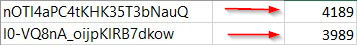 nOTI4aPC4tKHK35T3bNauQ 4189
I0-VQ8nA_oijpKIRB7dkow 3989